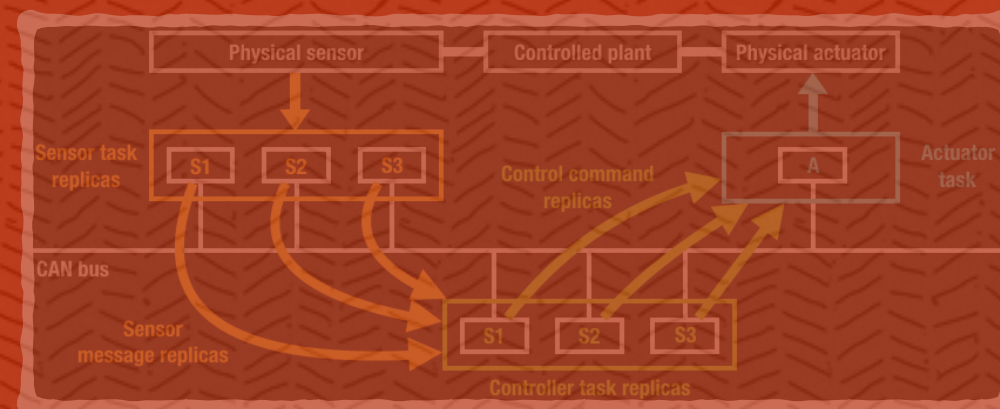 Physical sensor
Controlled plant
Physical actuator
Sensor task
replicas
S1
S2
S3
Control command
replicas
A
Actuator
task
CAN bus
Sensor
message replicas
S1
S2
S3
Controller task replicas